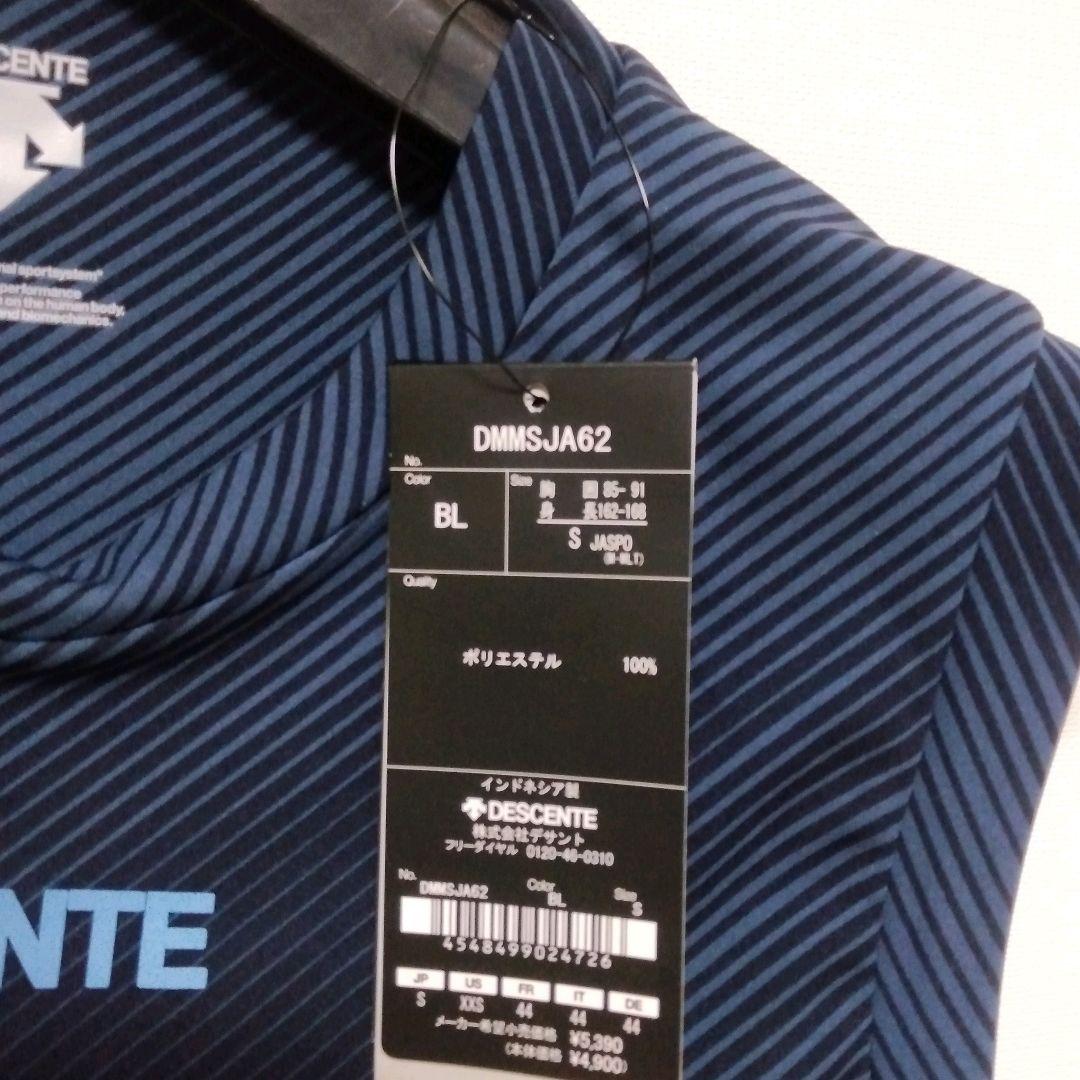 CENTE
nal sportsystem®
performance
on the human body,
and biomechanics.
NTE
DMMSJA62
No.
Color
BL
Size
胸 囲 85-91
身 長162-168
S JASPO
Quality
ポリエステル 100%
インドネシア製
DESCENTE
株式会社デサント
フリーダイヤル 0120-46-0310
No. Color Size
DMMSJA62 BL S
4548499024726
JP US FR IT DE
S XXS 44 44 44
メーカー希望小売価格 ¥5,390
(本体価格 ¥4,900)